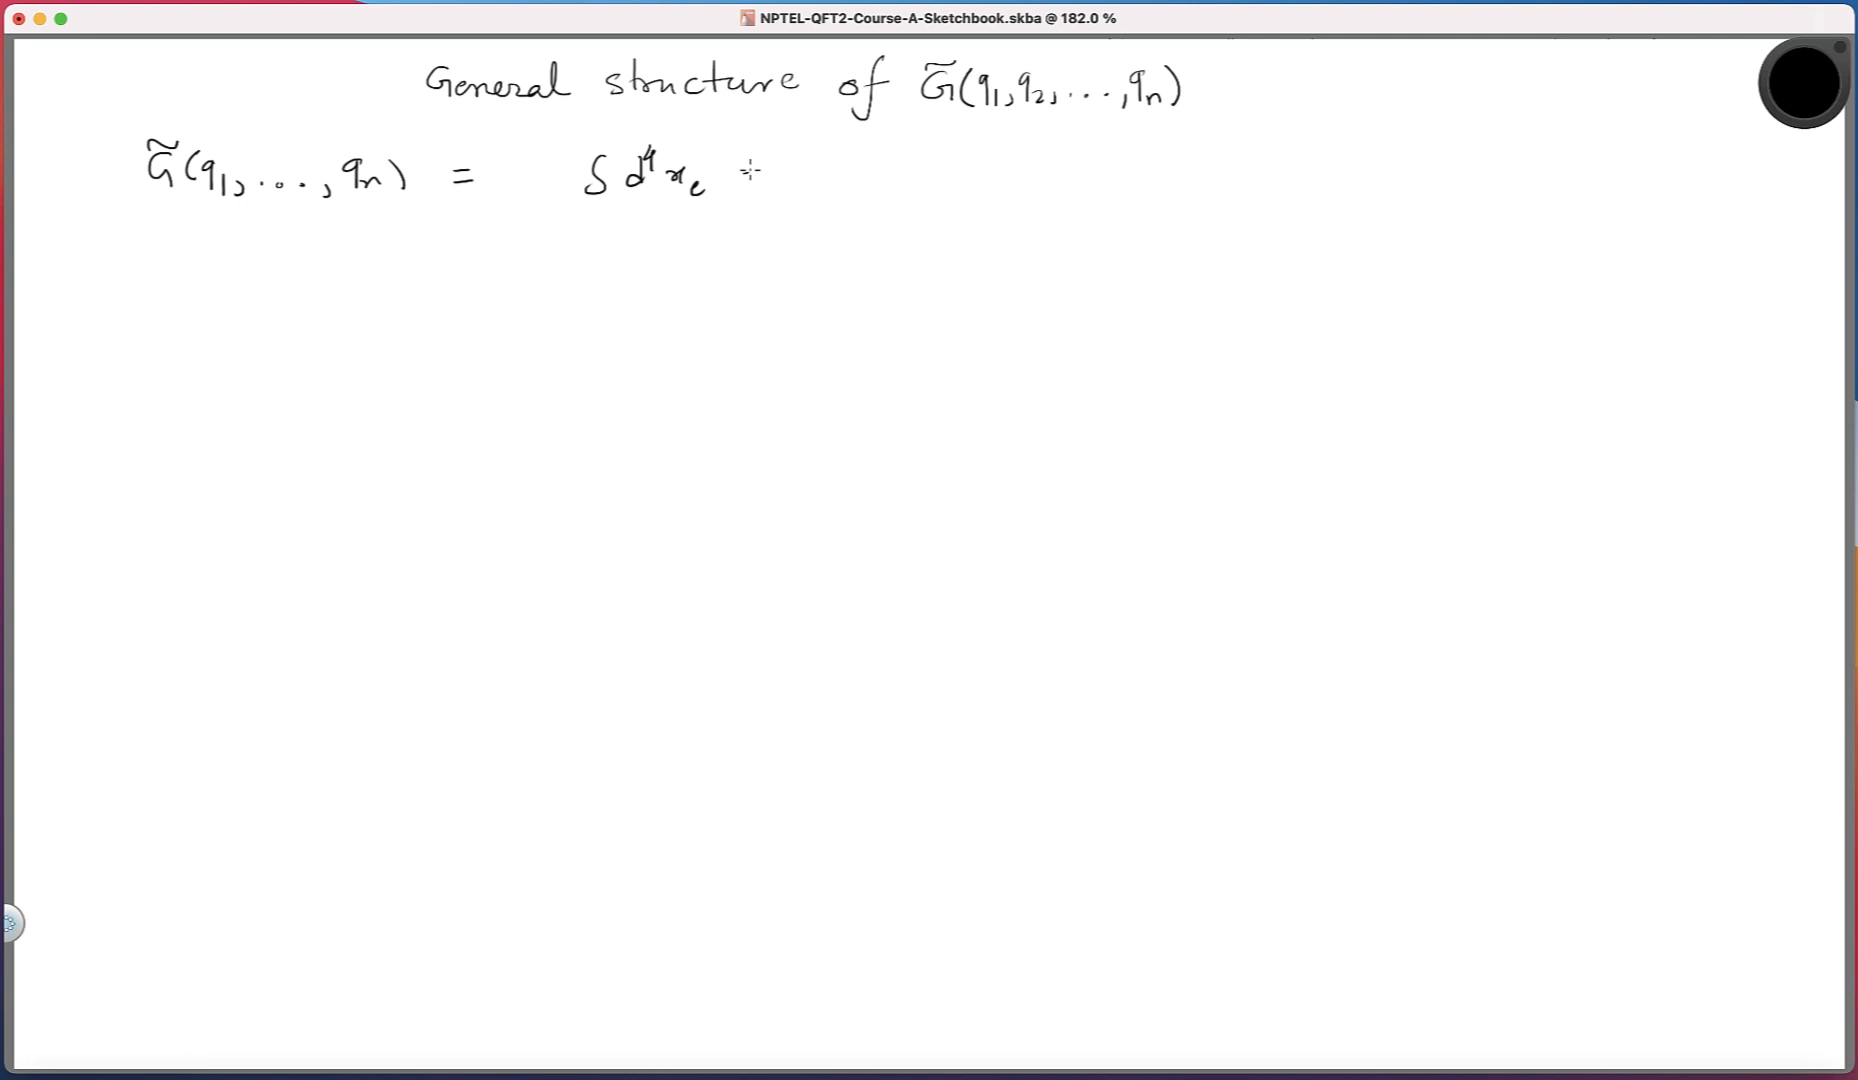 NPTEL-QFT2-Course-A-Sketchbook.skba @ 182.0 %
General structure of G̃(q₁,q₂,...,qₙ)
G̃(q₁,...,qₙ) = ∫ d⁴xₑ